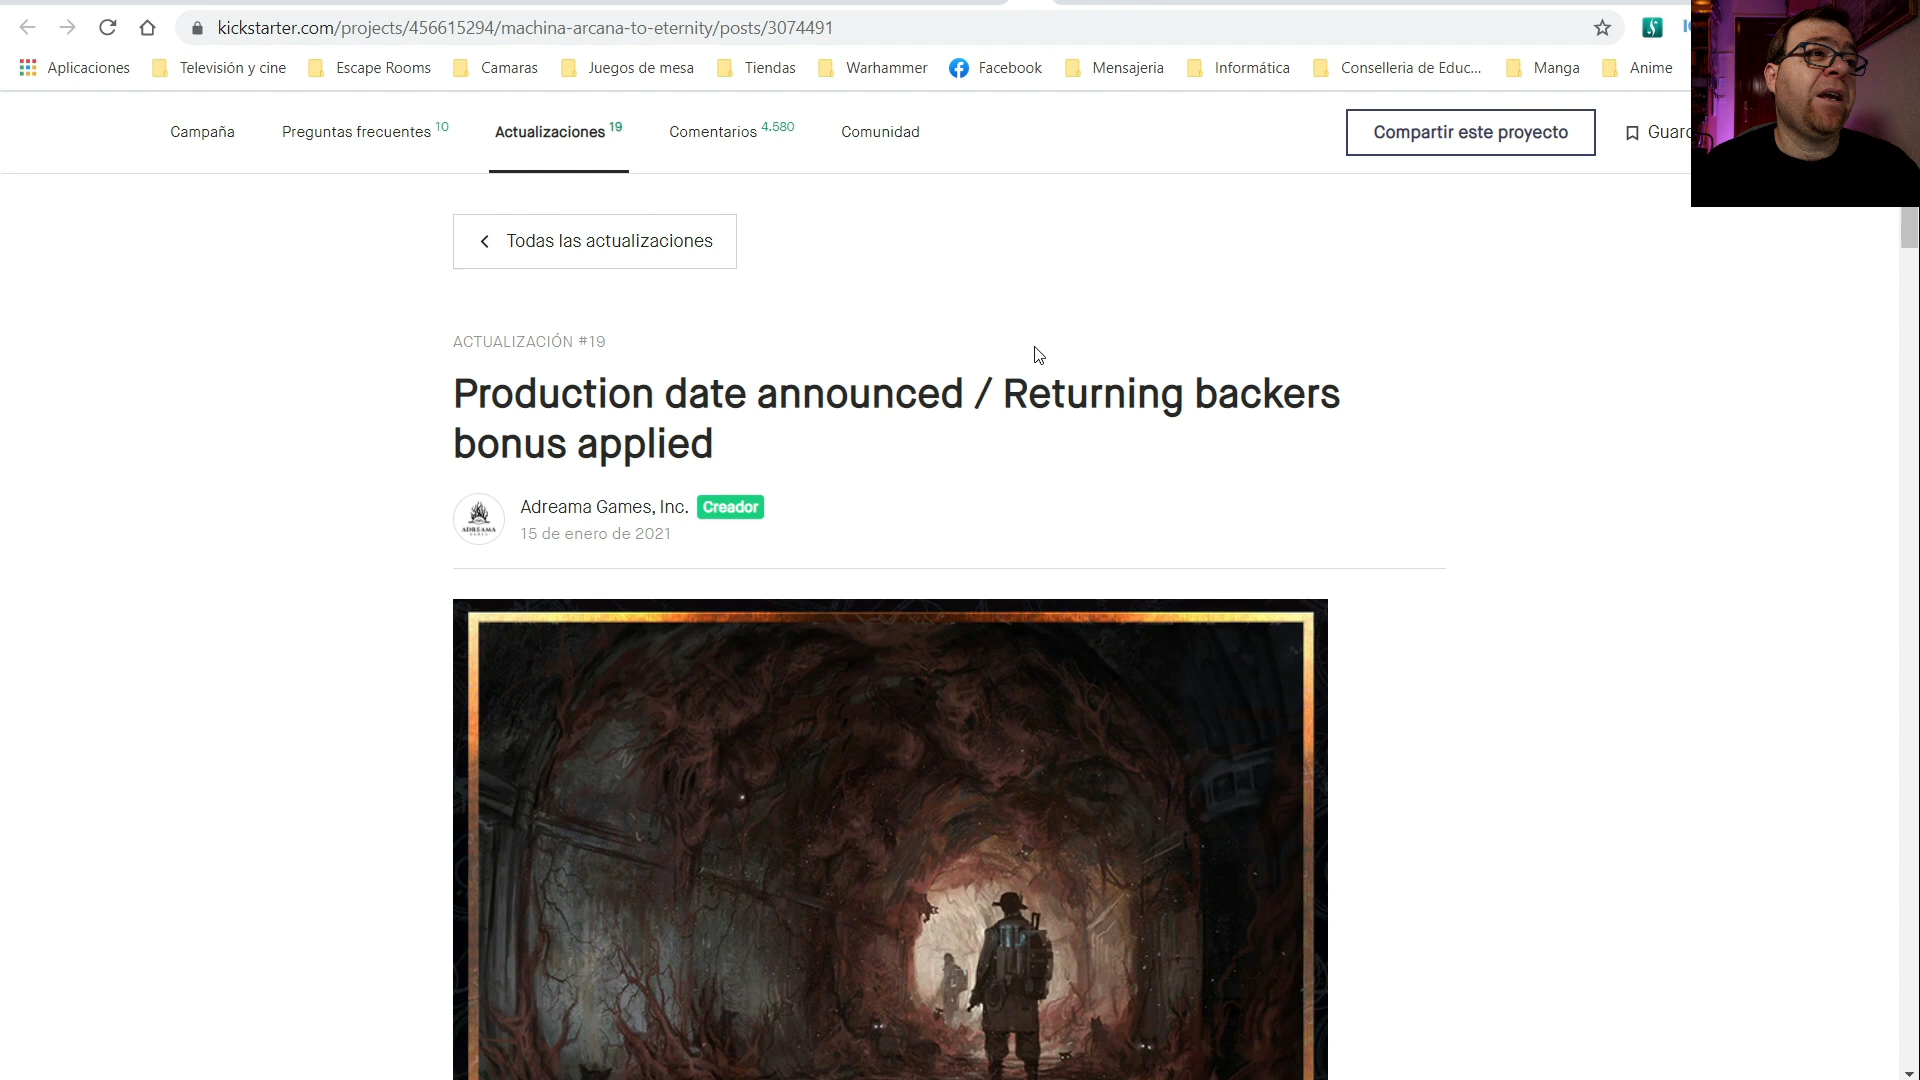 kickstarter.com/projects/456615294/machina-arcana-to-eternity/posts/3074491
Aplicaciones Televisión y cine Escape Rooms Camaras Juegos de mesa Tiendas Warhammer Facebook Mensajeria Informática Conselleria de Educ... Manga Anime
Campaña Preguntas frecuentes 10 Actualizaciones 19 Comentarios 4.580 Comunidad Compartir este proyecto
Todas las actualizaciones
ACTUALIZACIÓN #19
Production date announced / Returning backers
bonus applied
Adreama Games, Inc. Creador
ADREAMA
GAMES
15 de enero de 2021